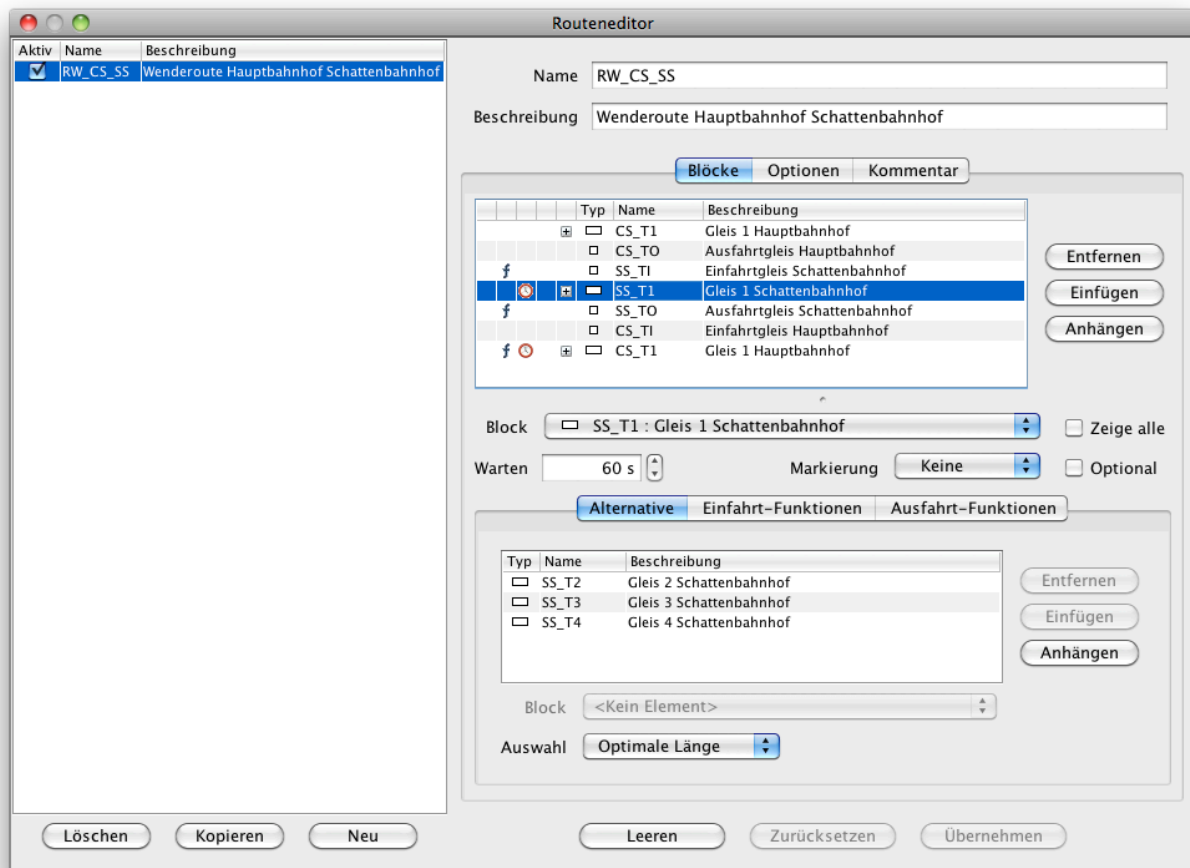 Routeneditor
Aktiv Name Beschreibung
RW_CS_SS Wenderoute Hauptbahnhof Schattenbahnhof
Name RW_CS_SS
Beschreibung Wenderoute Hauptbahnhof Schattenbahnhof
Blöcke Optionen Kommentar
Typ Name Beschreibung
CS_T1 Gleis 1 Hauptbahnhof
CS_TO Ausfahrtgleis Hauptbahnhof
f SS_TI Einfahrtgleis Schattenbahnhof
SS_T1 Gleis 1 Schattenbahnhof
f SS_TO Ausfahrtgleis Schattenbahnhof
CS_TI Einfahrtgleis Hauptbahnhof
f CS_T1 Gleis 1 Hauptbahnhof
Entfernen
Einfügen
Anhängen
Block SS_T1 : Gleis 1 Schattenbahnhof Zeige alle
Warten 60 s Markierung Keine Optional
Alternative Einfahrt-Funktionen Ausfahrt-Funktionen
Typ Name Beschreibung
SS_T2 Gleis 2 Schattenbahnhof
SS_T3 Gleis 3 Schattenbahnhof
SS_T4 Gleis 4 Schattenbahnhof
Entfernen
Einfügen
Anhängen
Block <Kein Element>
Auswahl Optimale Länge
Löschen Kopieren Neu Leeren Zurücksetzen Übernehmen